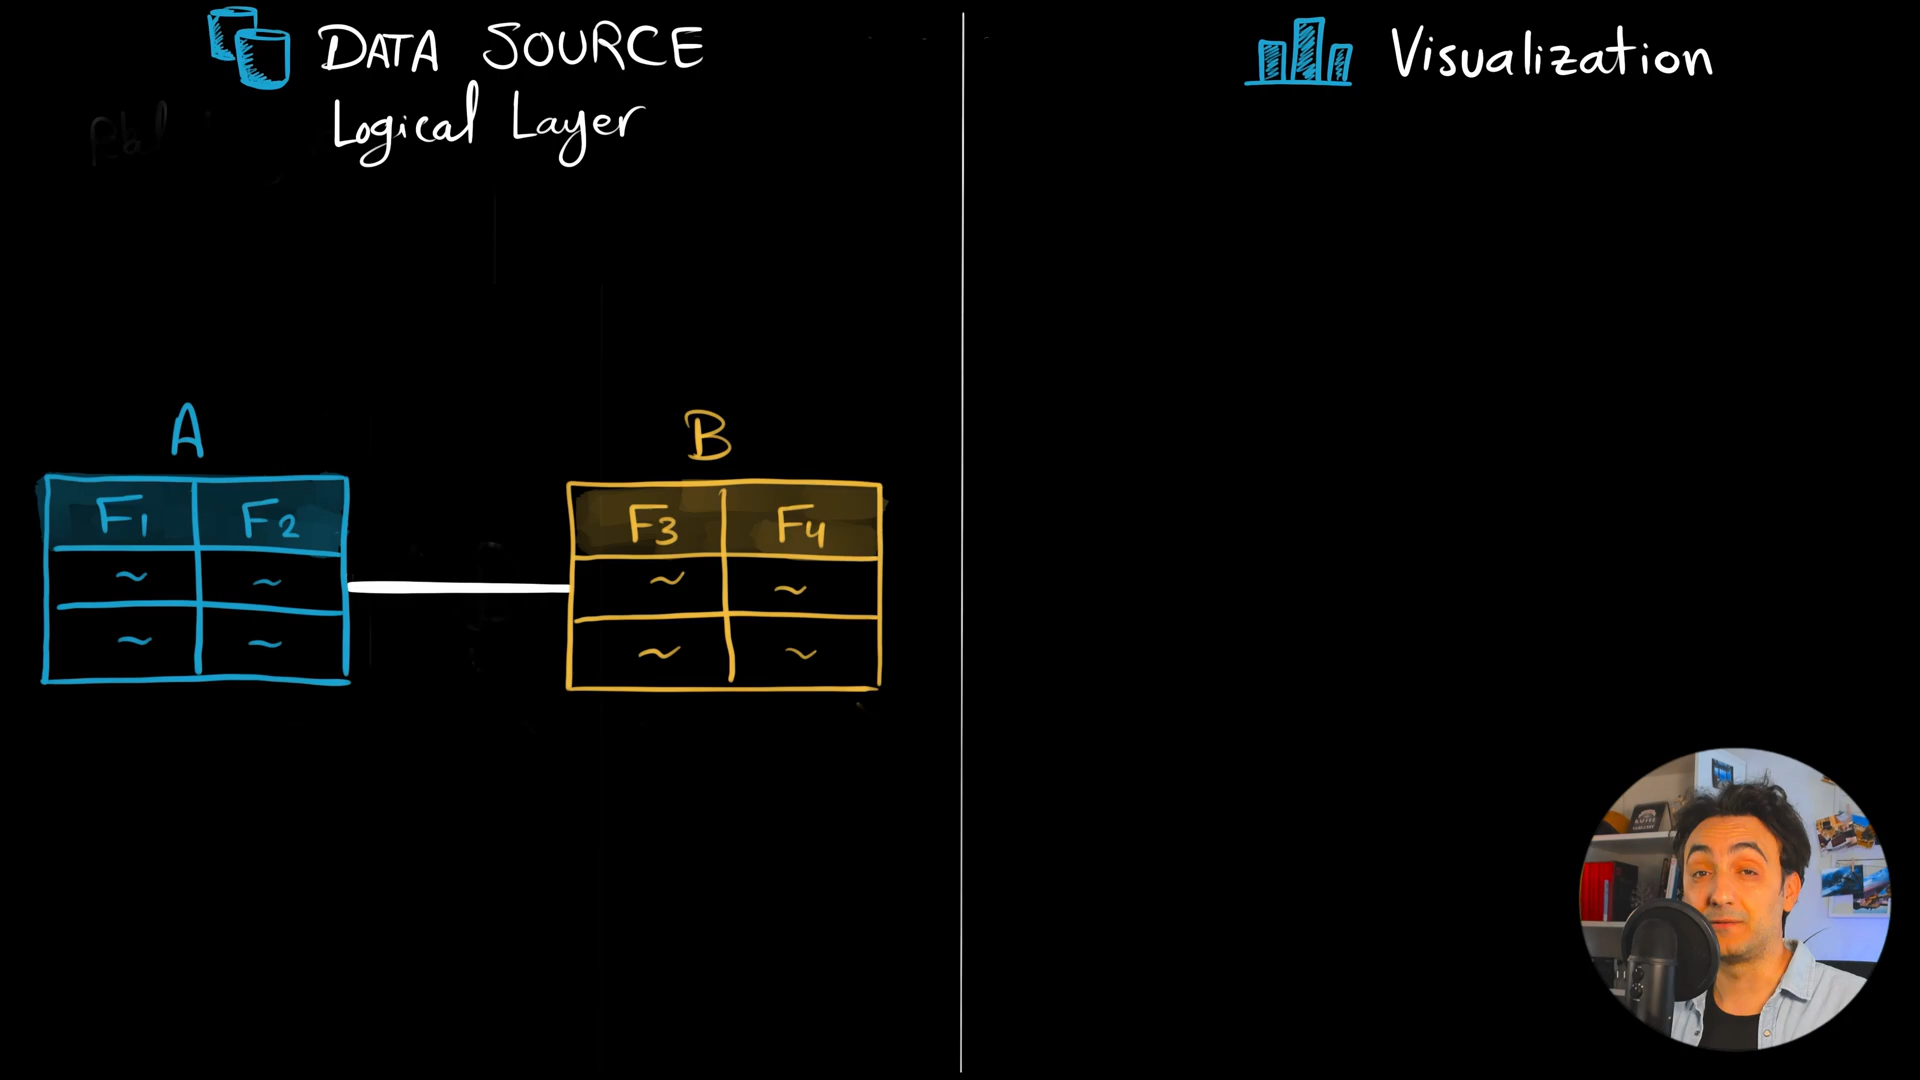 DATA SOURCE
Logical Layer
Visualization
A
B
F1 F2
F3 F4
~ ~
~ ~
~ ~
~ ~